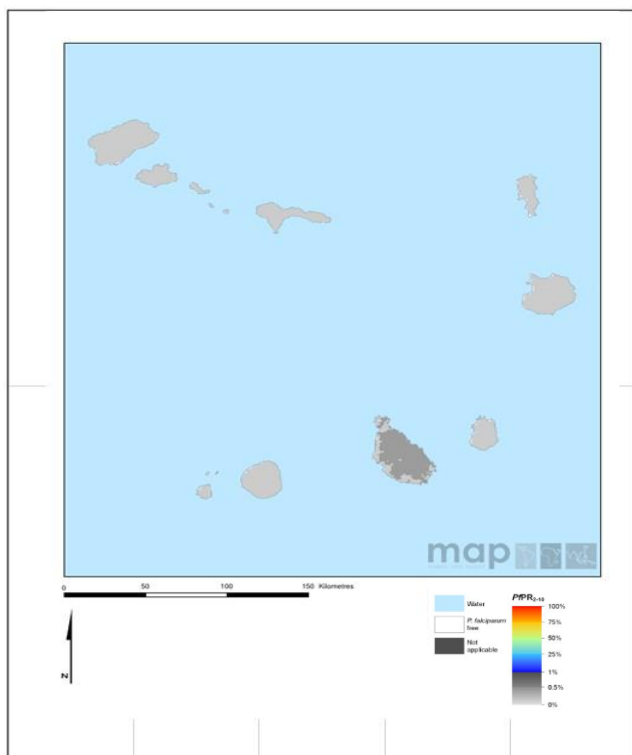 map
0 50 100 150 Kilometres
N
Water
P. falciparum
free
Not
applicable
PfPR2-10
100%
75%
50%
25%
1%
0.5%
0%